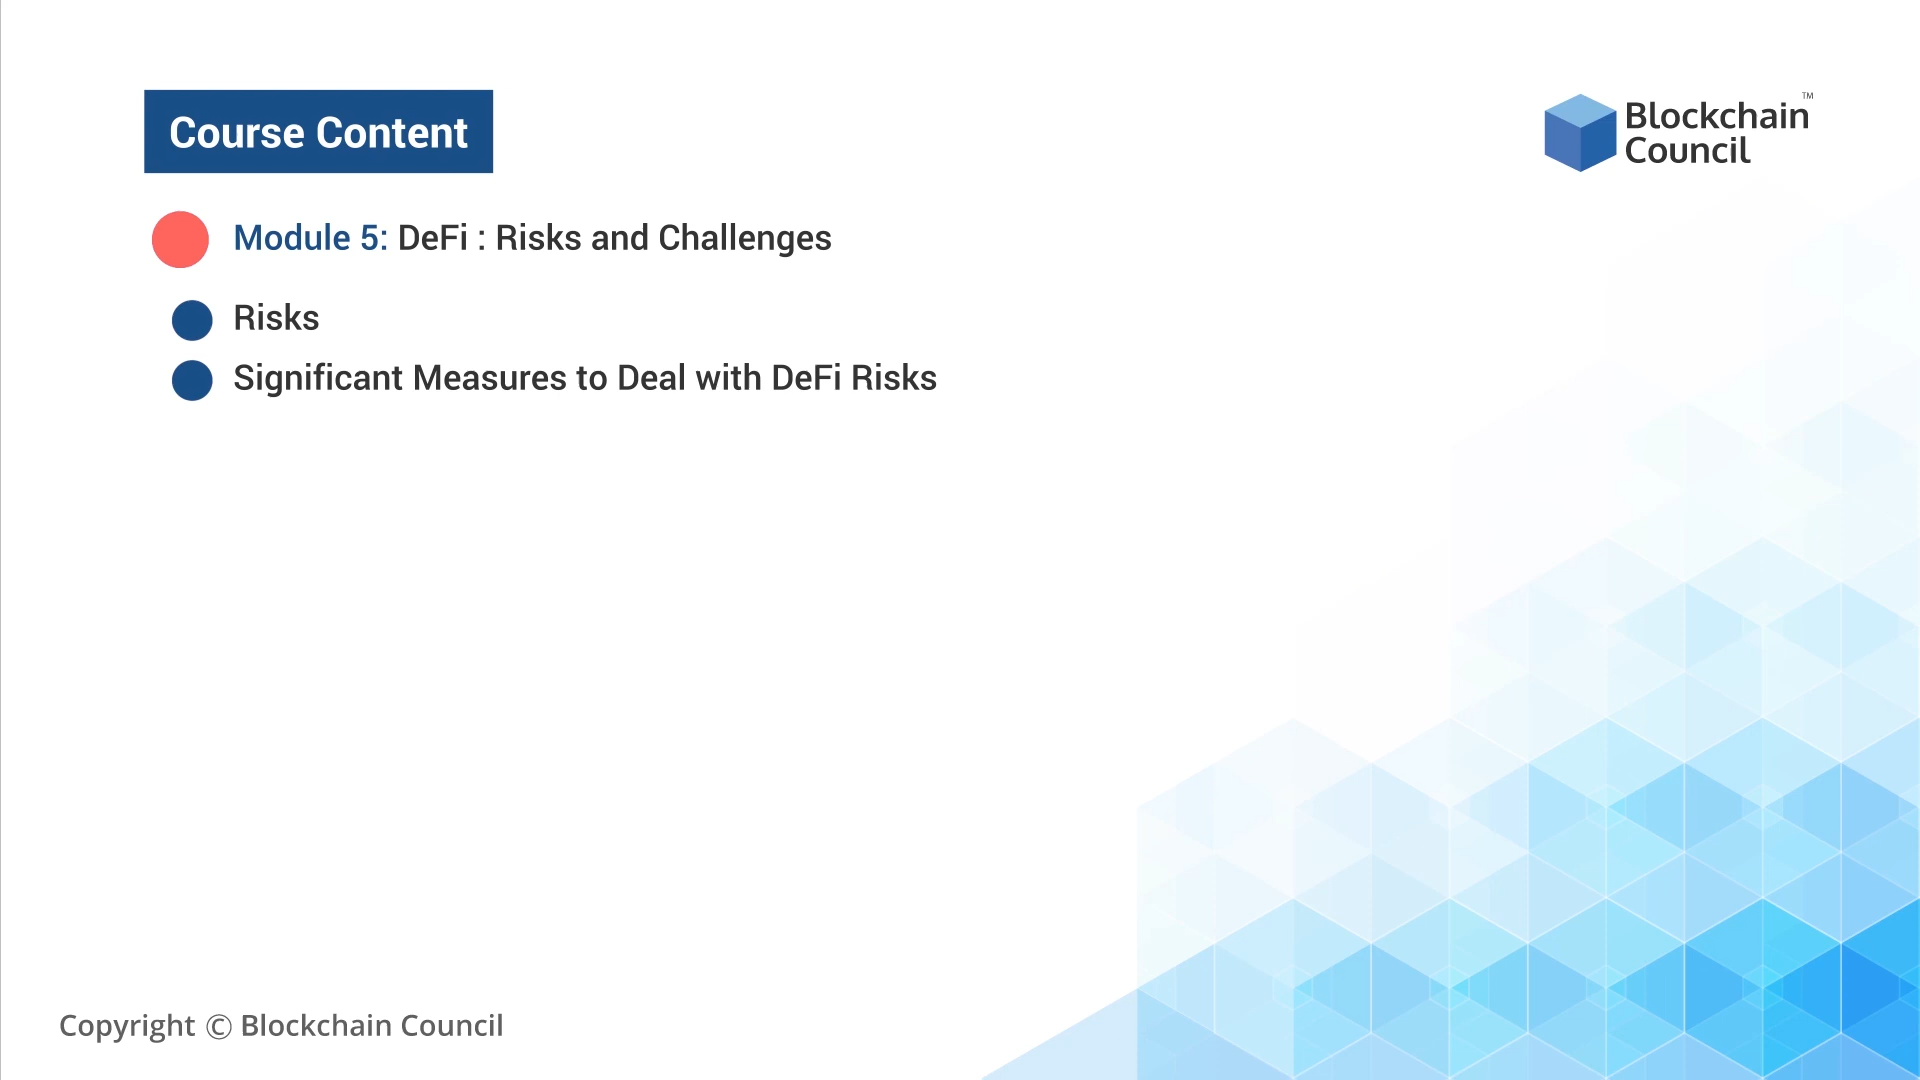 Course Content
Blockchain™
Council
Module 5: DeFi : Risks and Challenges
Risks
Significant Measures to Deal with DeFi Risks
Copyright © Blockchain Council